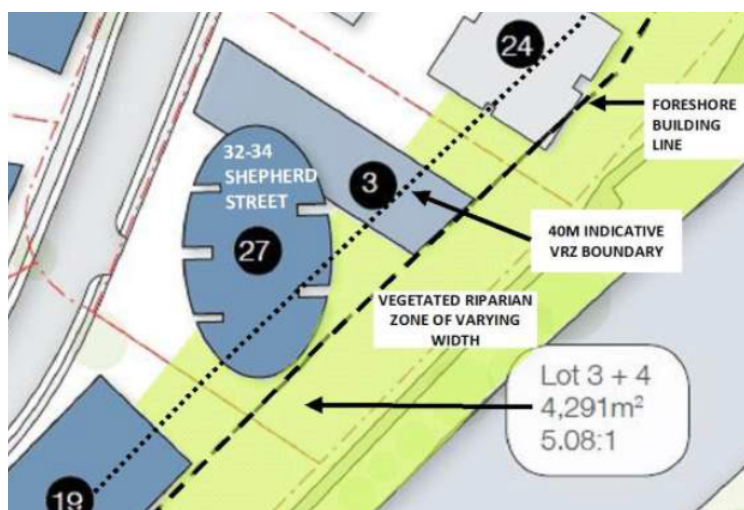 24
FORESHORE
BUILDING
LINE
32-34
SHEPHERD
STREET
3
27
40M INDICATIVE
VRZ BOUNDARY
VEGETATED RIPARIAN
ZONE OF VARYING
WIDTH
Lot 3 + 4
4,291m²
5.08:1
19